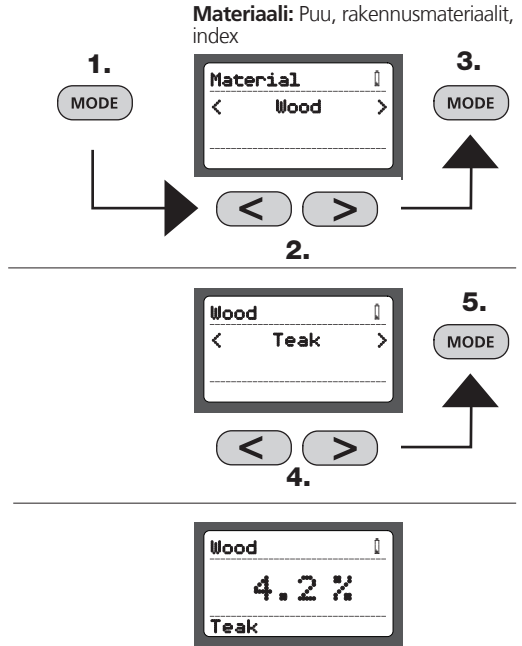 Materiaali: Puu, rakennusmateriaalit,
index
1.
MODE
Material
< Wood >
3.
MODE
< >
2.
Wood
< Teak >
5.
MODE
< >
4.
Wood
4.2 %
Teak